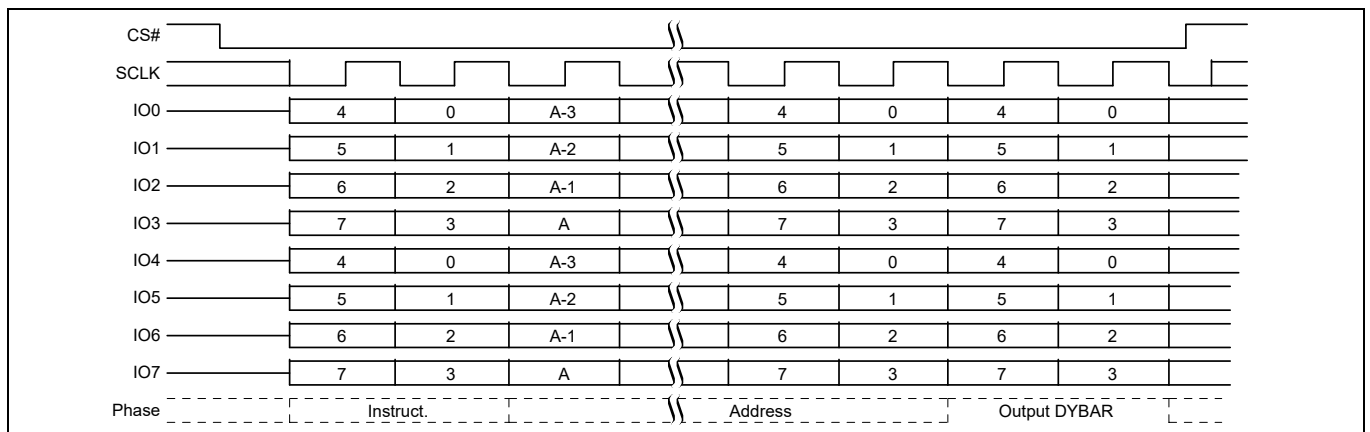 CS#
SCLK
IO0 4 0 A-3 4 0 4 0
IO1 5 1 A-2 5 1 5 1
IO2 6 2 A-1 6 2 6 2
IO3 7 3 A 7 3 7 3
IO4 4 0 A-3 4 0 4 0
IO5 5 1 A-2 5 1 5 1
IO6 6 2 A-1 6 2 6 2
IO7 7 3 A 7 3 7 3
Phase Instruct. Address Output DYBAR